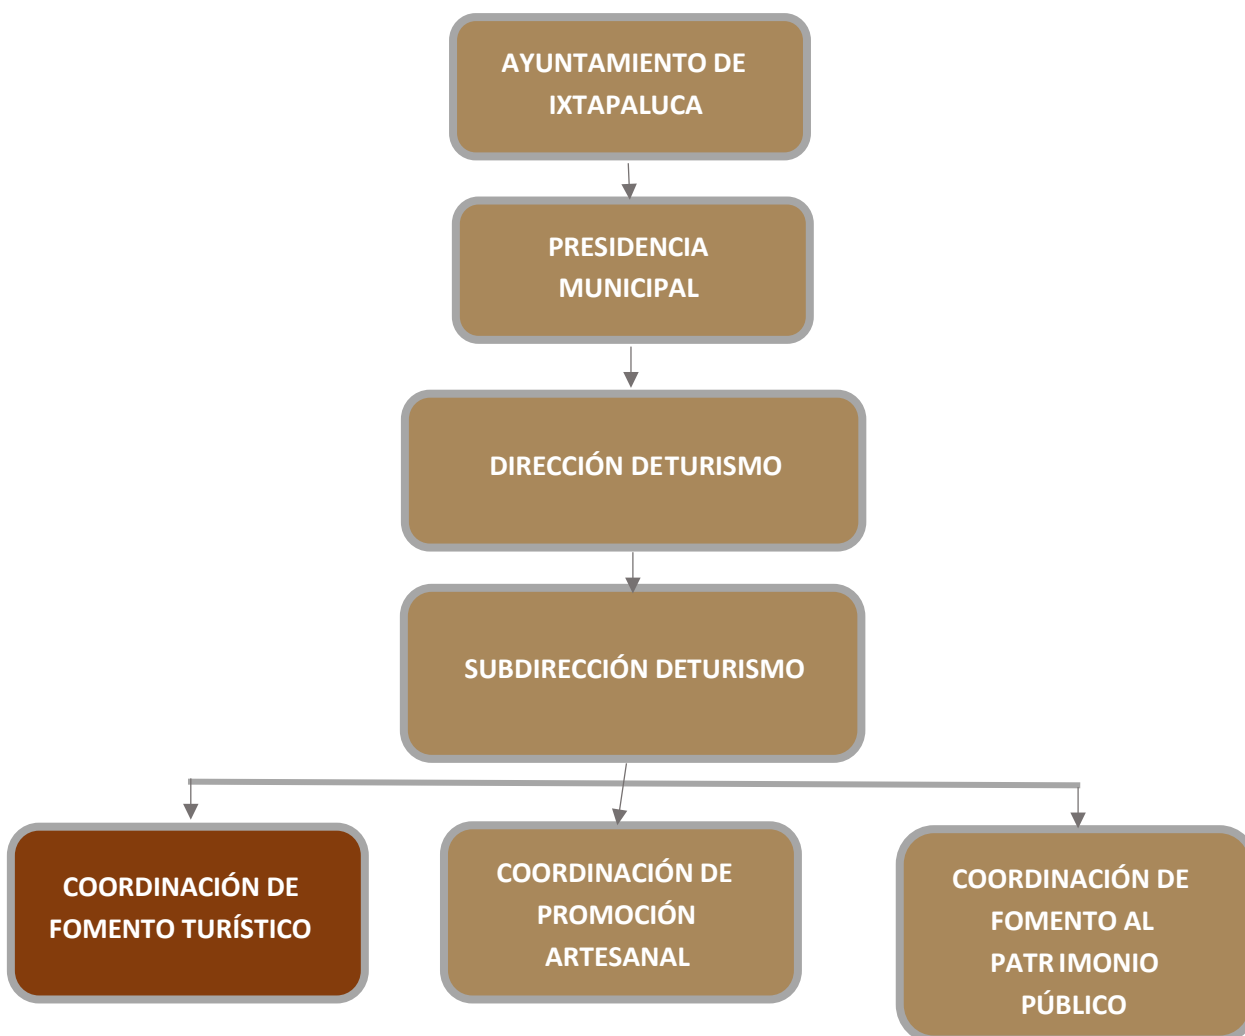 AYUNTAMIENTO DE
IXTAPALUCA
PRESIDENCIA
MUNICIPAL
DIRECCIÓN DETURISMO
SUBDIRECCIÓN DETURISMO
COORDINACIÓN DE
FOMENTO TURÍSTICO
COORDINACIÓN DE
PROMOCIÓN
ARTESANAL
COORDINACIÓN DE
FOMENTO AL
PATR IMONIO
PÚBLICO